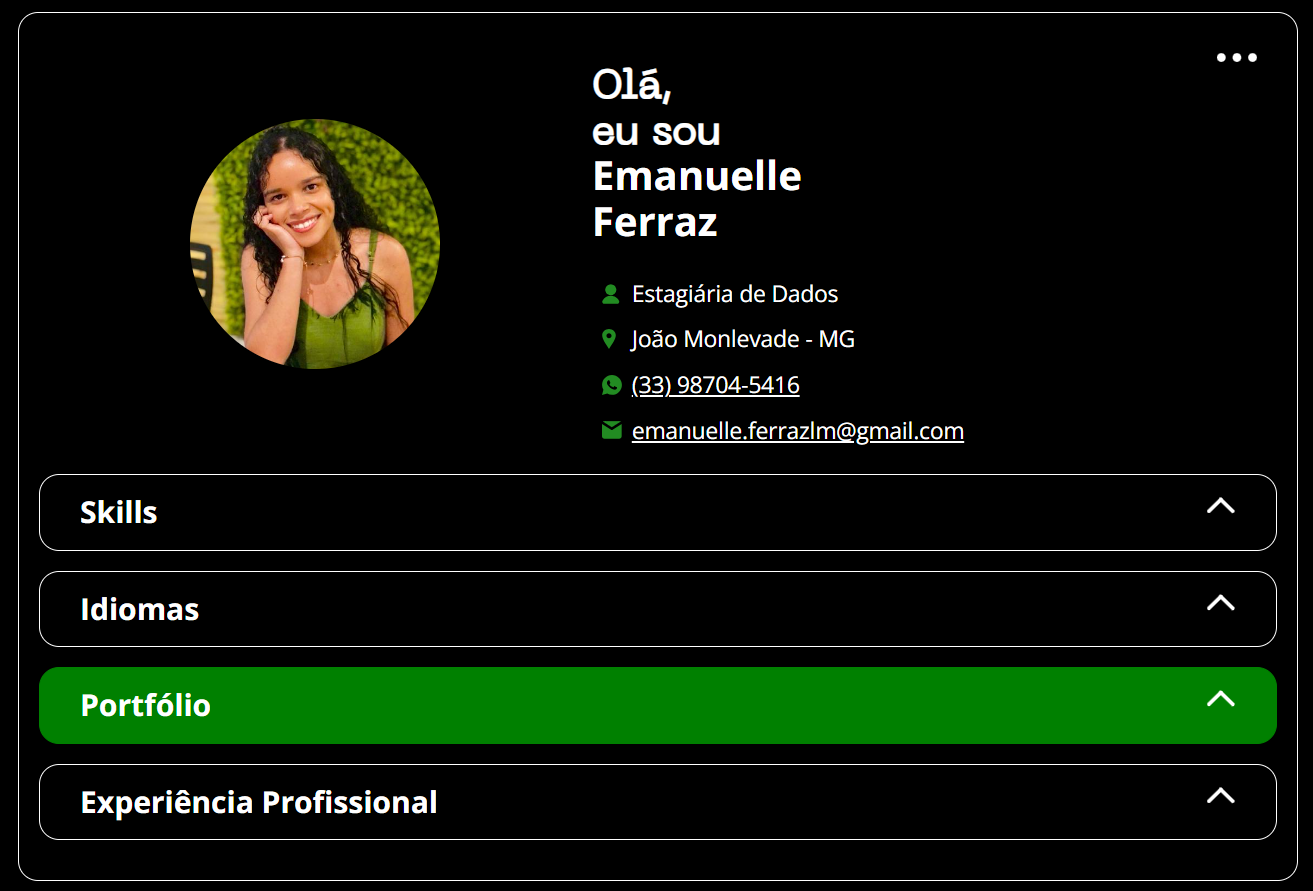 Olá,
eu sou
Emanuelle
Ferraz
Estagiária de Dados
João Monlevade - MG
(33) 98704-5416
emanuelle.ferrazlm@gmail.com
Skills
Idiomas
Portfólio
Experiência Profissional